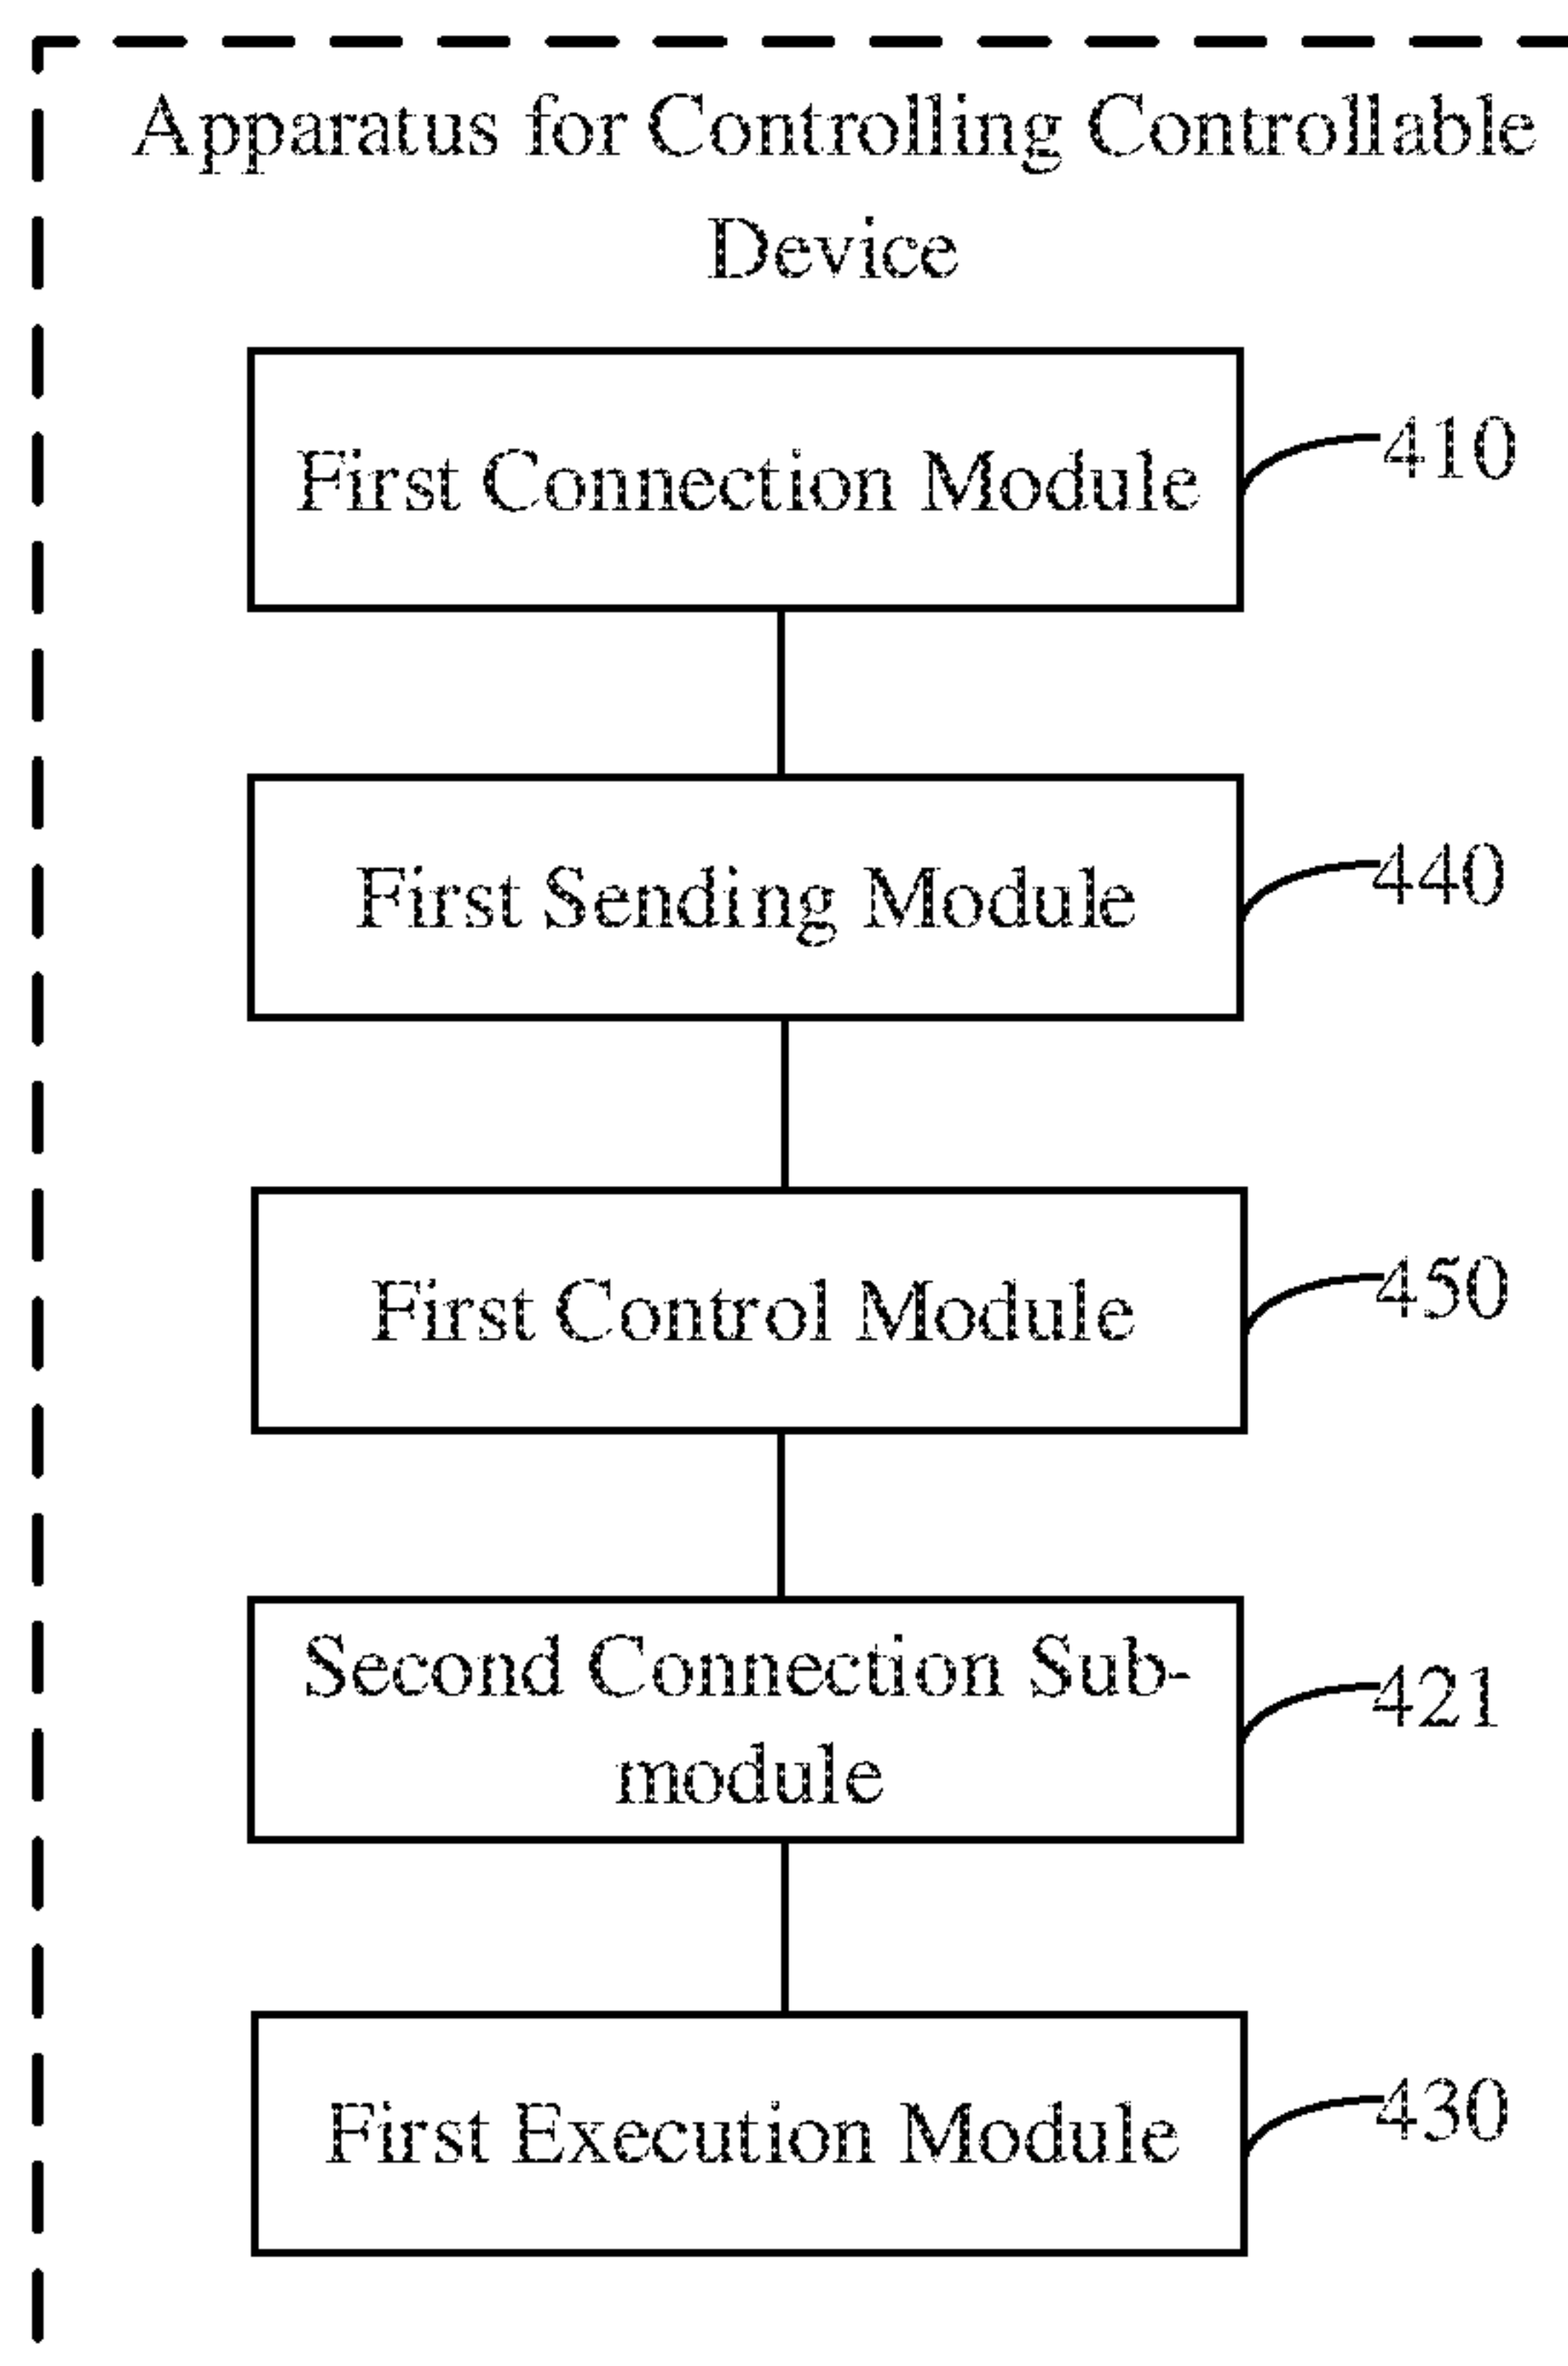 Apparatus for Controlling Controllable
Device
First Connection Module
410
First Sending Module
440
First Control Module
450
Second Connection Sub-
module
421
First Execution Module
430